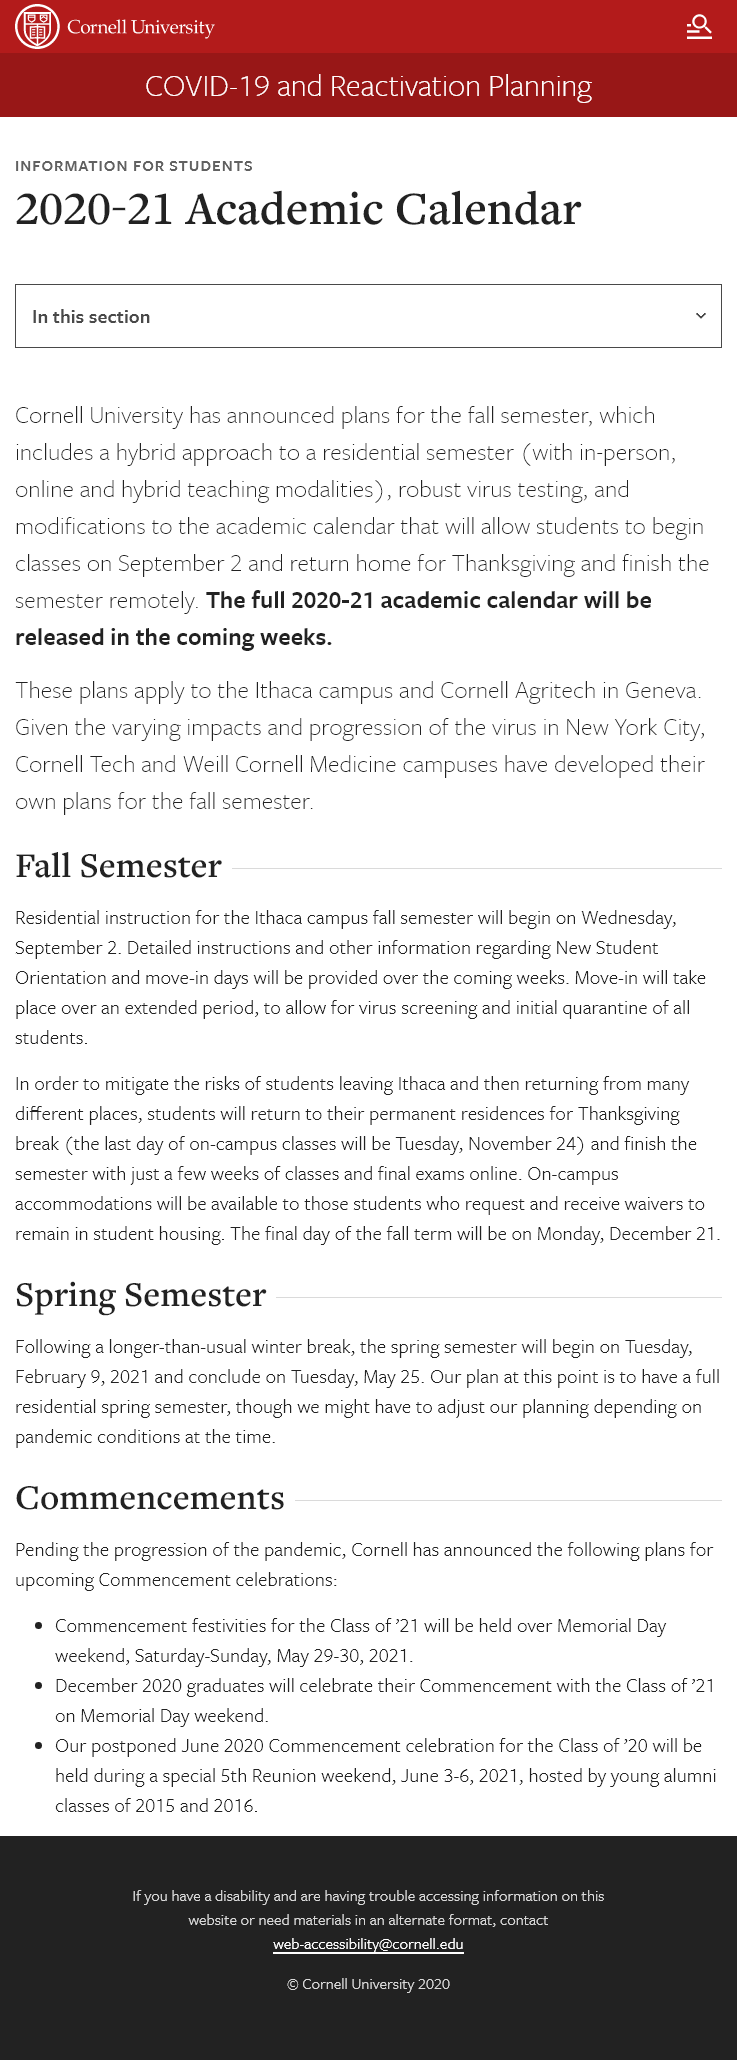 Cornell University
COVID-19 and Reactivation Planning
INFORMATION FOR STUDENTS
2020-21 Academic Calendar
In this section
Cornell University has announced plans for the fall semester, which
includes a hybrid approach to a residential semester (with in-person,
online and hybrid teaching modalities), robust virus testing, and
modifications to the academic calendar that will allow students to begin
classes on September 2 and return home for Thanksgiving and finish the
semester remotely. The full 2020-21 academic calendar will be
released in the coming weeks.
These plans apply to the Ithaca campus and Cornell Agritech in Geneva.
Given the varying impacts and progression of the virus in New York City,
Cornell Tech and Weill Cornell Medicine campuses have developed their
own plans for the fall semester.
Fall Semester
Residential instruction for the Ithaca campus fall semester will begin on Wednesday,
September 2. Detailed instructions and other information regarding New Student
Orientation and move-in days will be provided over the coming weeks. Move-in will take
place over an extended period, to allow for virus screening and initial quarantine of all
students.
In order to mitigate the risks of students leaving Ithaca and then returning from many
different places, students will return to their permanent residences for Thanksgiving
break (the last day of on-campus classes will be Tuesday, November 24) and finish the
semester with just a few weeks of classes and final exams online. On-campus
accommodations will be available to those students who request and receive waivers to
remain in student housing. The final day of the fall term will be on Monday, December 21.
Spring Semester
Following a longer-than-usual winter break, the spring semester will begin on Tuesday,
February 9, 2021 and conclude on Tuesday, May 25. Our plan at this point is to have a full
residential spring semester, though we might have to adjust our planning depending on
pandemic conditions at the time.
Commencements
Pending the progression of the pandemic, Cornell has announced the following plans for
upcoming Commencement celebrations:
• Commencement festivities for the Class of ’21 will be held over Memorial Day
weekend, Saturday-Sunday, May 29-30, 2021.
• December 2020 graduates will celebrate their Commencement with the Class of ’21
on Memorial Day weekend.
• Our postponed June 2020 Commencement celebration for the Class of ’20 will be
held during a special 5th Reunion weekend, June 3-6, 2021, hosted by young alumni
classes of 2015 and 2016.
If you have a disability and are having trouble accessing information on this
website or need materials in an alternate format, contact
web-accessibility@cornell.edu
© Cornell University 2020